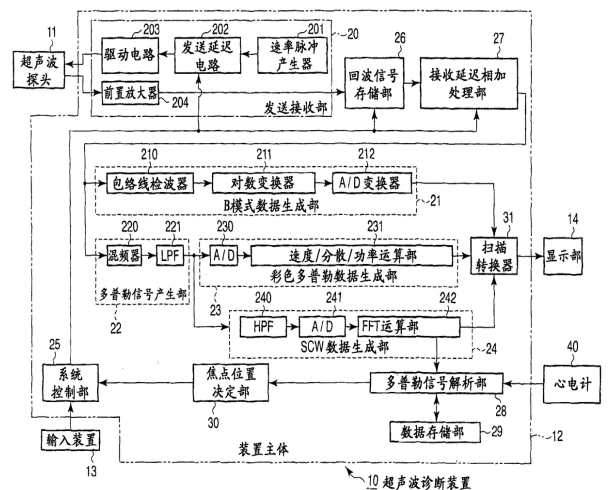 11
超声波
探头
203
驱动电路
202
发送延迟
电路
201
速率脉冲
产生器
20
前置放大器
204
发送接收部
26
回波信号
存储部
27
接收延迟相加
处理部
210
包络线检波器
211
对数变换器
212
A/D变换器
B模式数据生成部
21
220
混频器
221
LPF
多普勒信号产生部
22
230
A/D
231
速度/分散/功率运算部
彩色多普勒数据生成部
23
31
扫描
转换器
14
显示部
240
HPF
241
A/D
242
FFT运算部
SCW数据生成部
24
25
系统
控制部
焦点位置
决定部
30
多普勒信号解析部
28
40
心电计
输入装置
13
数据存储部
29
装置主体
12
10 超声波诊断装置